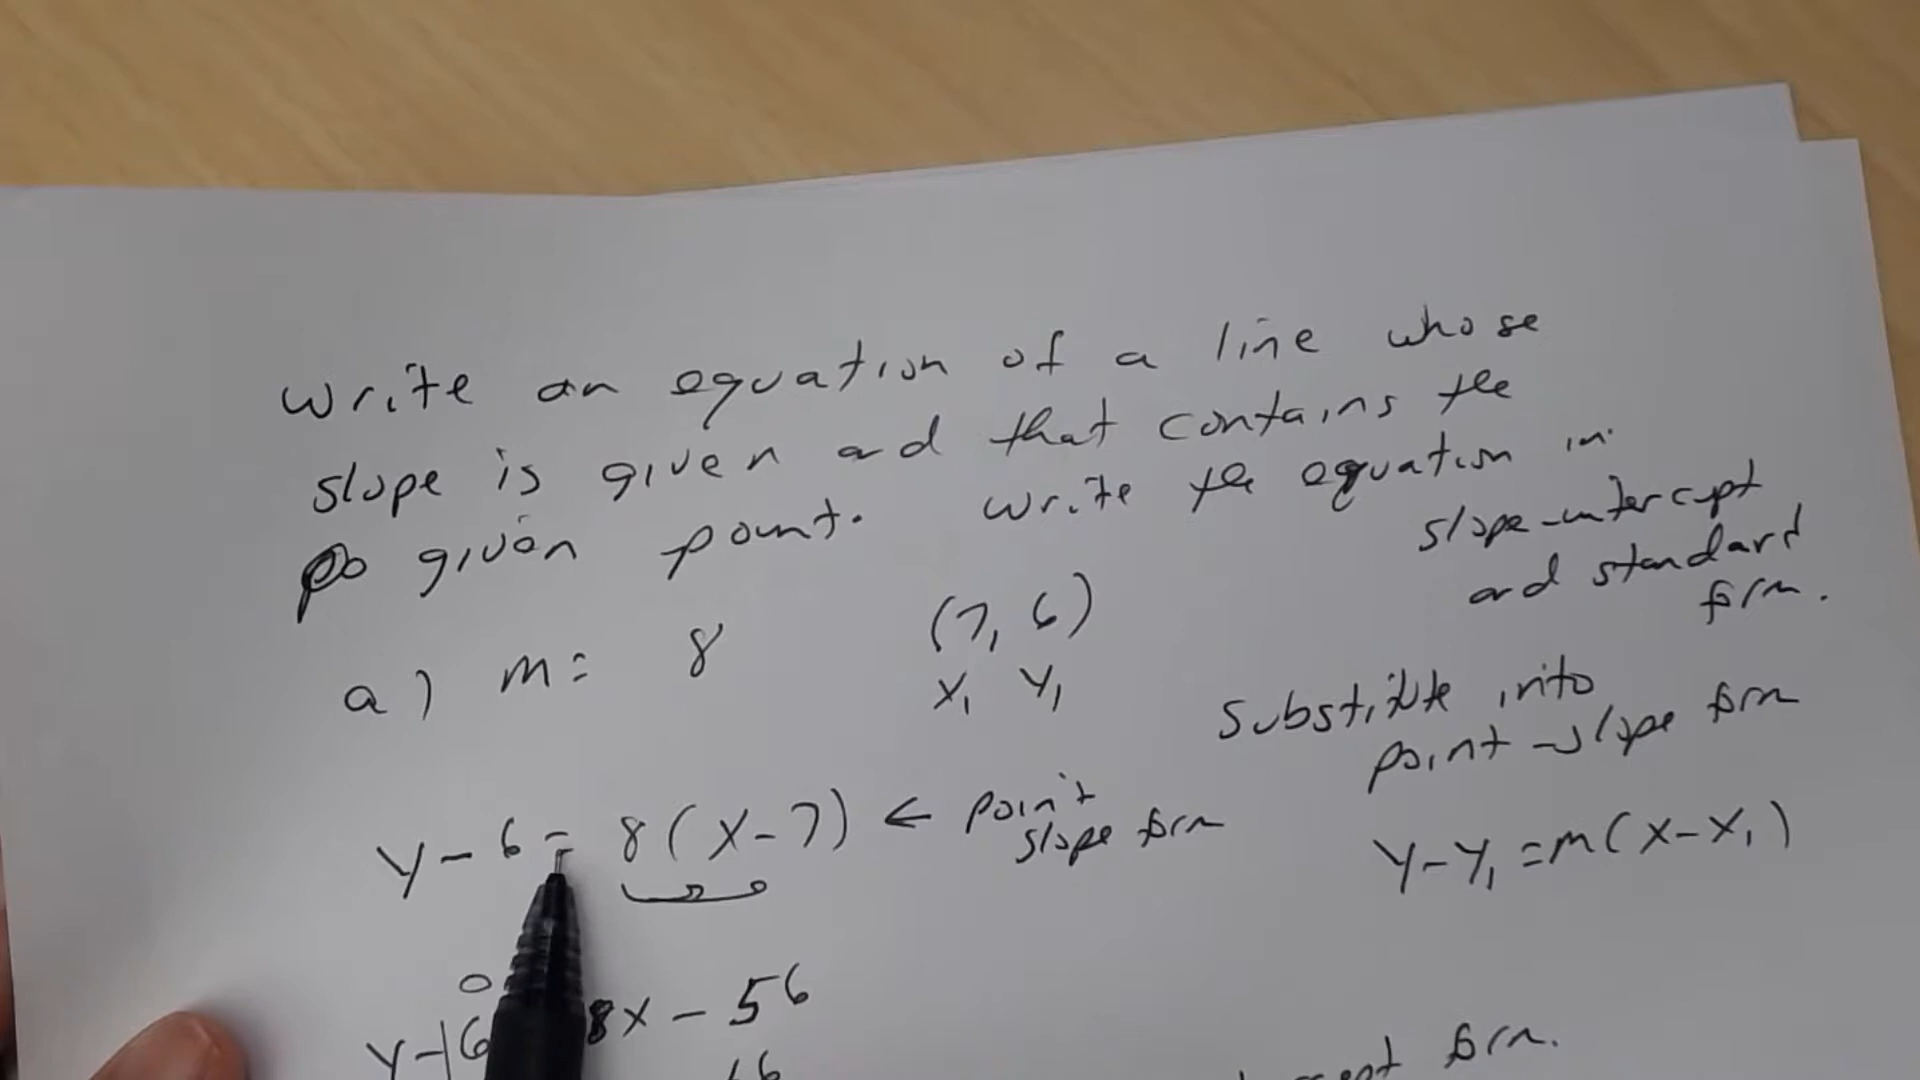 Write an equation of a line whose
slope is given and that contains the
given point. Write the equation in
slope-intercept
and standard
form.
a) m = 8 (7, 6)
X₁ Y₁
Substitute into
point-slope form
y - 6 = 8(x-7) ← point
slope form
Y-Y₁ = m(X-X₁)
0
y - 6 8x - 56
form.